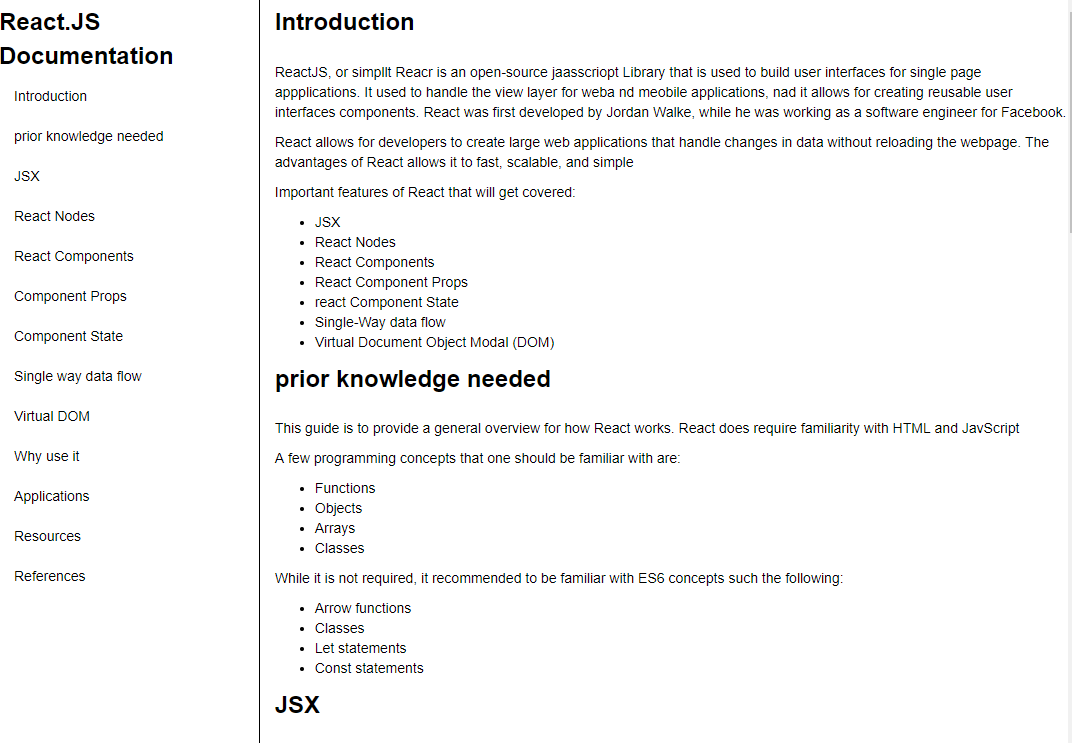 React.JS
Documentation
Introduction
prior knowledge needed
JSX
React Nodes
React Components
Component Props
Component State
Single way data flow
Virtual DOM
Why use it
Applications
Resources
References
Introduction
ReactJS, or simpllt Reacr is an open-source jaasscriopt Library that is used to build user interfaces for single page
appplications. It used to handle the view layer for weba nd meobile applications, nad it allows for creating reusable user
interfaces components. React was first developed by Jordan Walke, while he was working as a software engineer for Facebook.
React allows for developers to create large web applications that handle changes in data without reloading the webpage. The
advantages of React allows it to fast, scalable, and simple
Important features of React that will get covered:
• JSX
• React Nodes
• React Components
• React Component Props
• react Component State
• Single-Way data flow
• Virtual Document Object Modal (DOM)
prior knowledge needed
This guide is to provide a general overview for how React works. React does require familiarity with HTML and JavScript
A few programming concepts that one should be familiar with are:
• Functions
• Objects
• Arrays
• Classes
While it is not required, it recommended to be familiar with ES6 concepts such the following:
• Arrow functions
• Classes
• Let statements
• Const statements
JSX